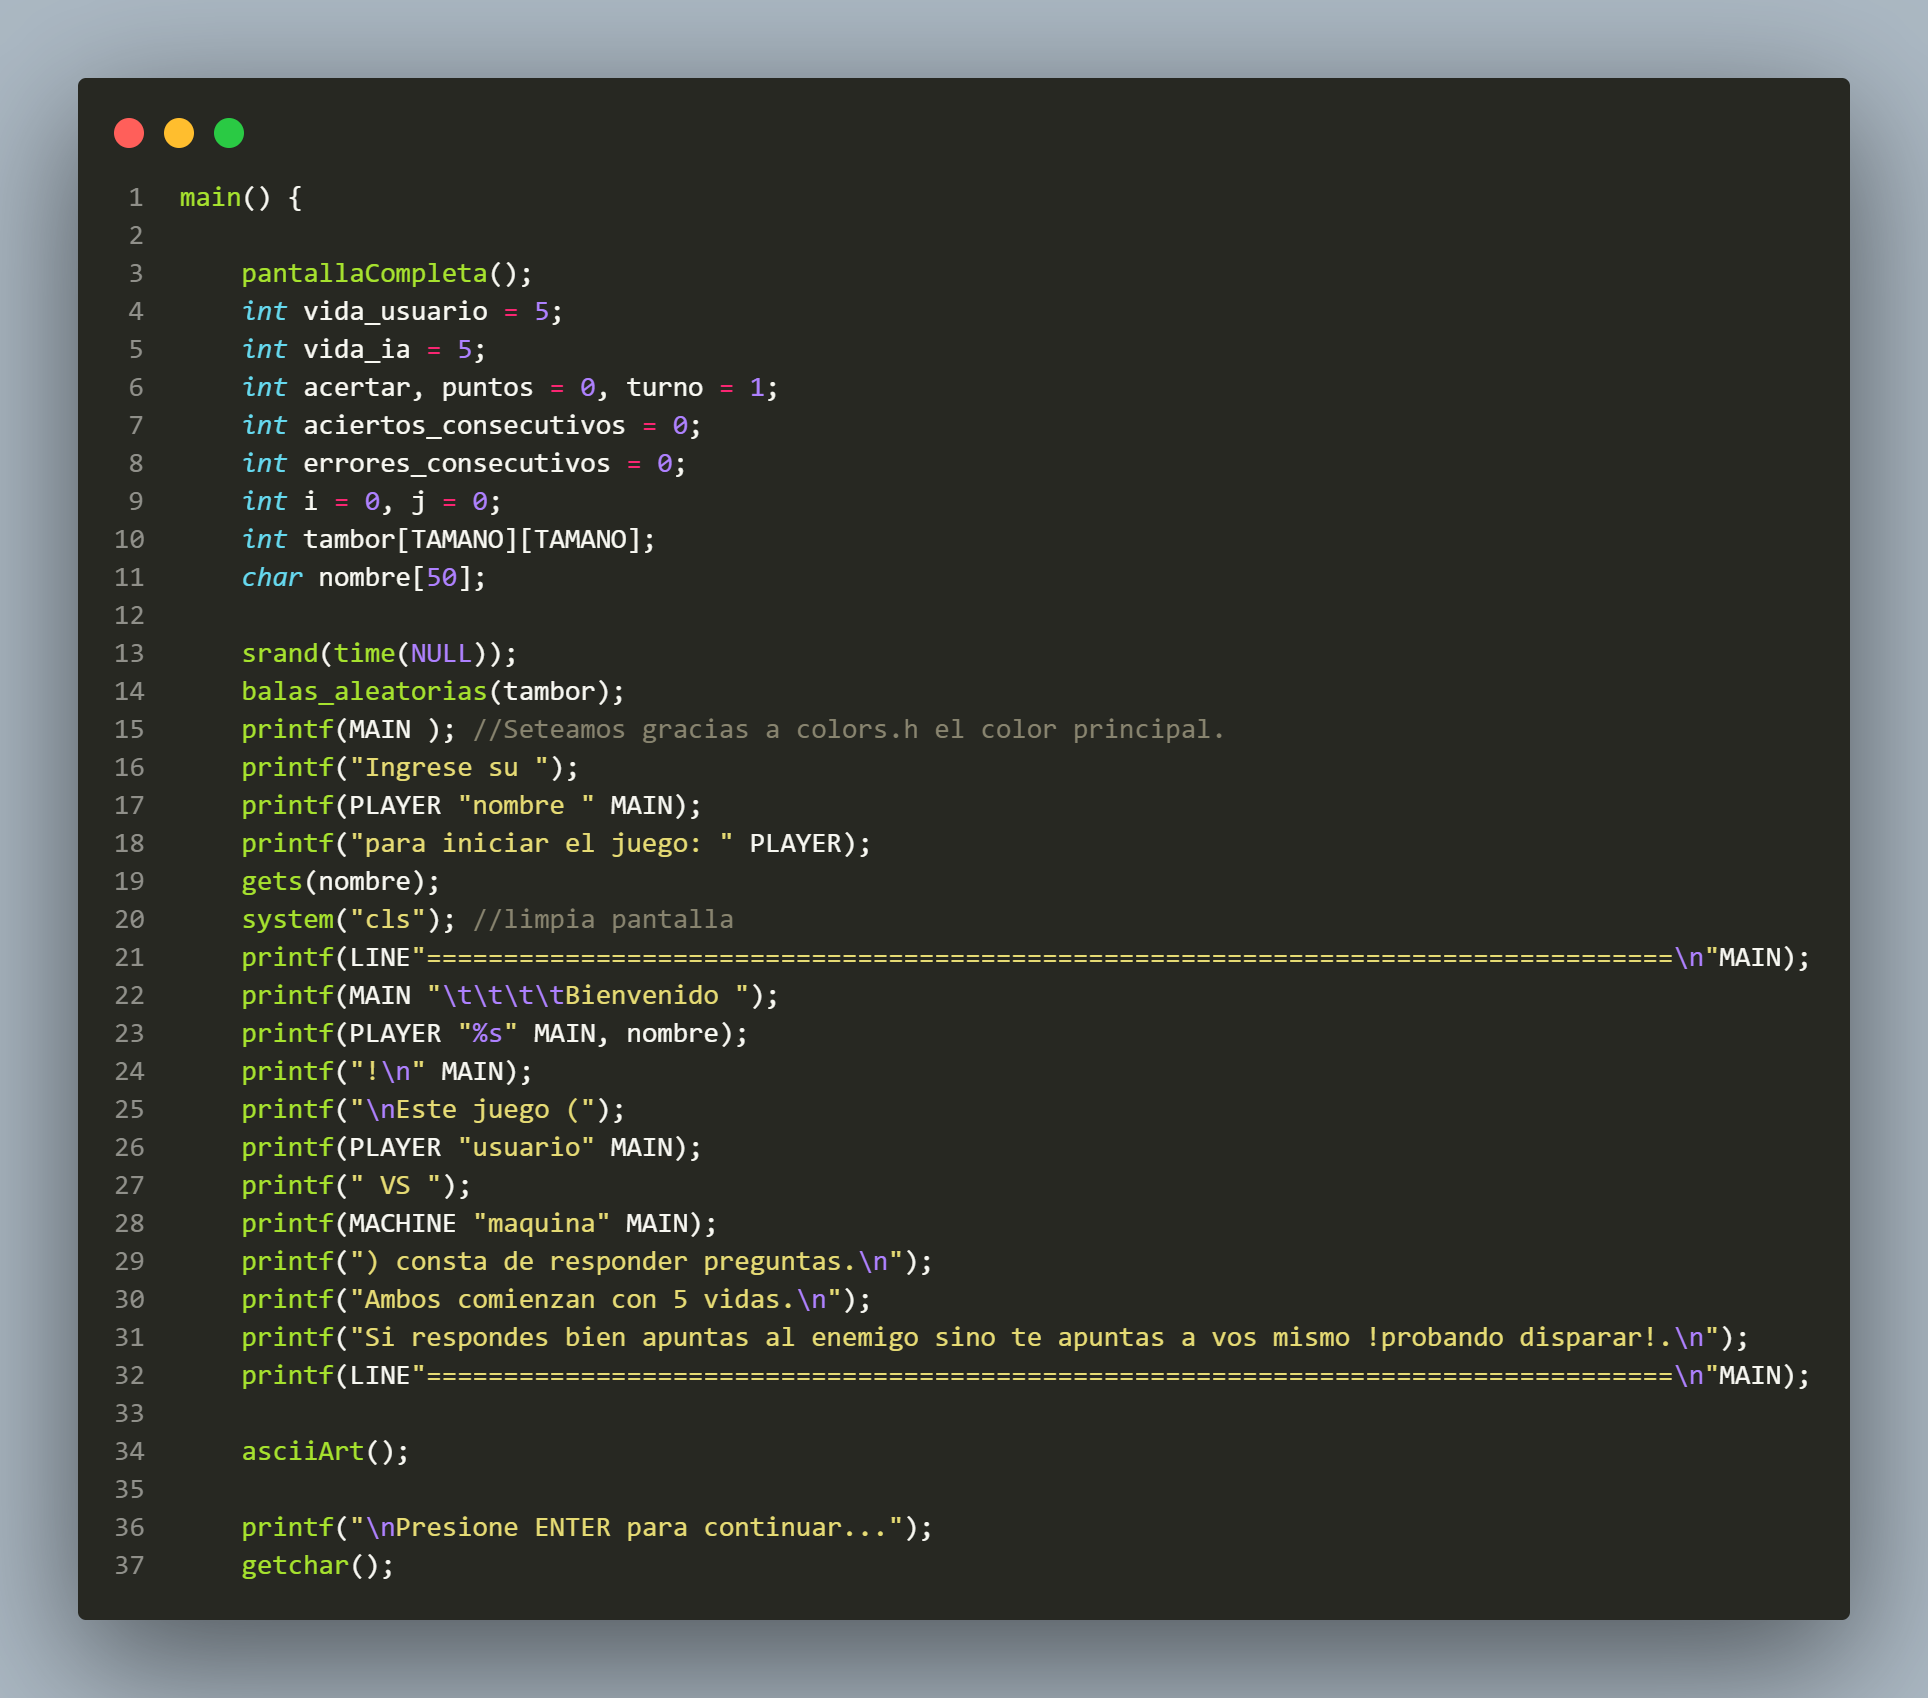 1 main() {
2
3 pantallaCompleta();
4 int vida_usuario = 5;
5 int vida_ia = 5;
6 int acertar, puntos = 0, turno = 1;
7 int aciertos_consecutivos = 0;
8 int errores_consecutivos = 0;
9 int i = 0, j = 0;
10 int tambor[TAMANO][TAMANO];
11 char nombre[50];
12
13 srand(time(NULL));
14 balas_aleatorias(tambor);
15 printf(MAIN ); //Seteamos gracias a colors.h el color principal.
16 printf("Ingrese su ");
17 printf(PLAYER "nombre " MAIN);
18 printf("para iniciar el juego: " PLAYER);
19 gets(nombre);
20 system("cls"); //limpia pantalla
21 printf(LINE"=================================================================================\n"MAIN);
22 printf(MAIN "\t\t\t\tBienvenido ");
23 printf(PLAYER "%s" MAIN, nombre);
24 printf("!\n" MAIN);
25 printf("\nEste juego (");
26 printf(PLAYER "usuario" MAIN);
27 printf(" VS ");
28 printf(MACHINE "maquina" MAIN);
29 printf(") consta de responder preguntas.\n");
30 printf("Ambos comienzan con 5 vidas.\n");
31 printf("Si respondes bien apuntas al enemigo sino te apuntas a vos mismo !probando disparar!.\n");
32 printf(LINE"=================================================================================\n"MAIN);
33
34 asciiArt();
35
36 printf("\nPresione ENTER para continuar...");
37 getchar();